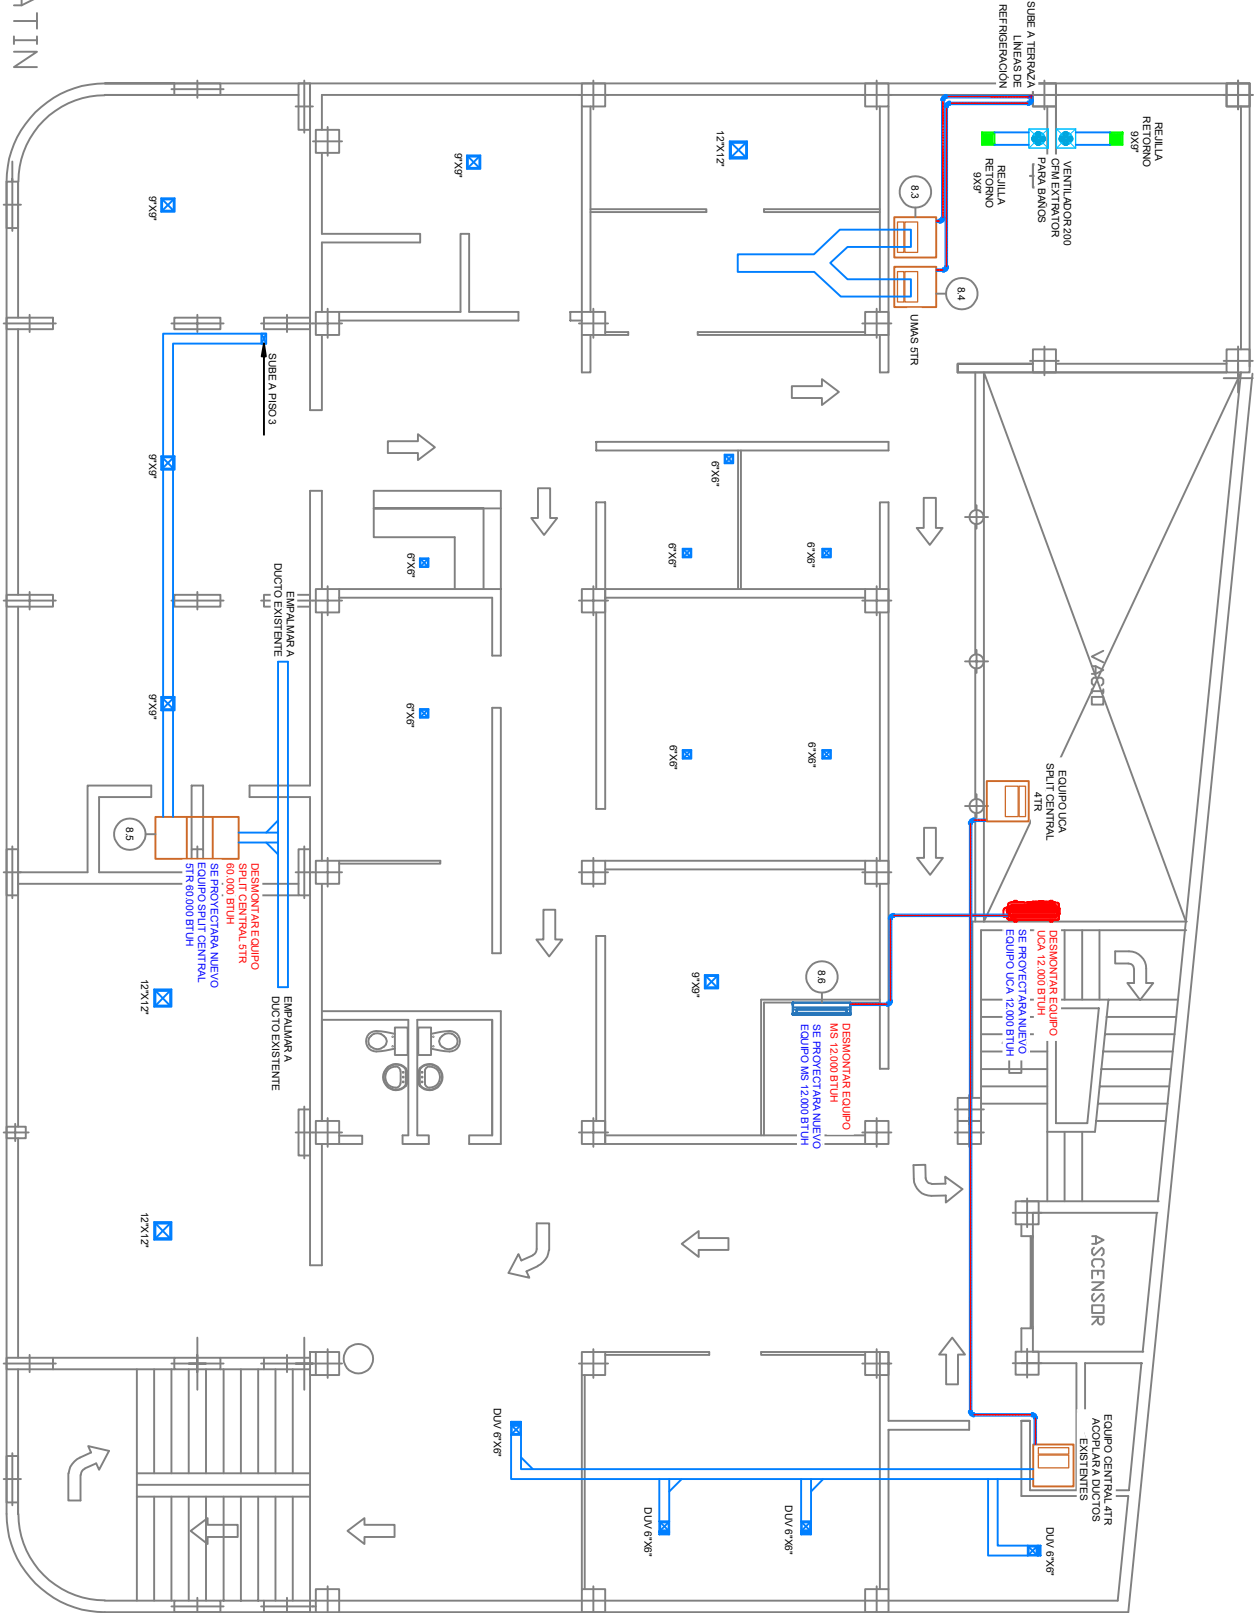 ATIN
SUBE A TERRAZA
LÍNEAS DE
REFRIGERACIÓN
REJILLA
RETORNO
9X9"
VENTILADOR 200
CFM EXTRATOR
PARA BAÑOS
REJILLA
RETORNO
9X9"
12"X12"
9"X9"
9"X9"
8.3
8.4
UMAS 5TR
SUBE A PISO 3
9"X9"
6"X6"
6"X6"
6"X6"
6"X6"
EMPALMAR A
DUCTO EXISTENTE
VACIO
9"X9"
6"X6"
6"X6"
6"X6"
EQUIPO UCA
SPLIT CENTRAL
4TR
8.5
DESMONTAR EQUIPO
SPLIT CENTRAL 5TR
60.000 BTUH
SE PROYECTARA NUEVO
EQUIPO SPLIT CENTRAL
5TR 60.000 BTUH
DESMONTAR EQUIPO
UCA 12.000 BTUH
SE PROYECTARA NUEVO
EQUIPO UCA 12.000 BTUH
9"X9"
8.6
DESMONTAR EQUIPO
MS 12.000 BTUH
SE PROYECTARA NUEVO
EQUIPO MS 12.000 BTUH
12"X12"
EMPALMAR A
DUCTO EXISTENTE
12"X12"
ASCENSOR
EQUIPO CENTRAL 4TR
ACOPLAR A DUCTOS
EXISTENTES
DUV 6"X6"
DUV 6"X6"
DUV 6"X6"
DUV 6"X6"